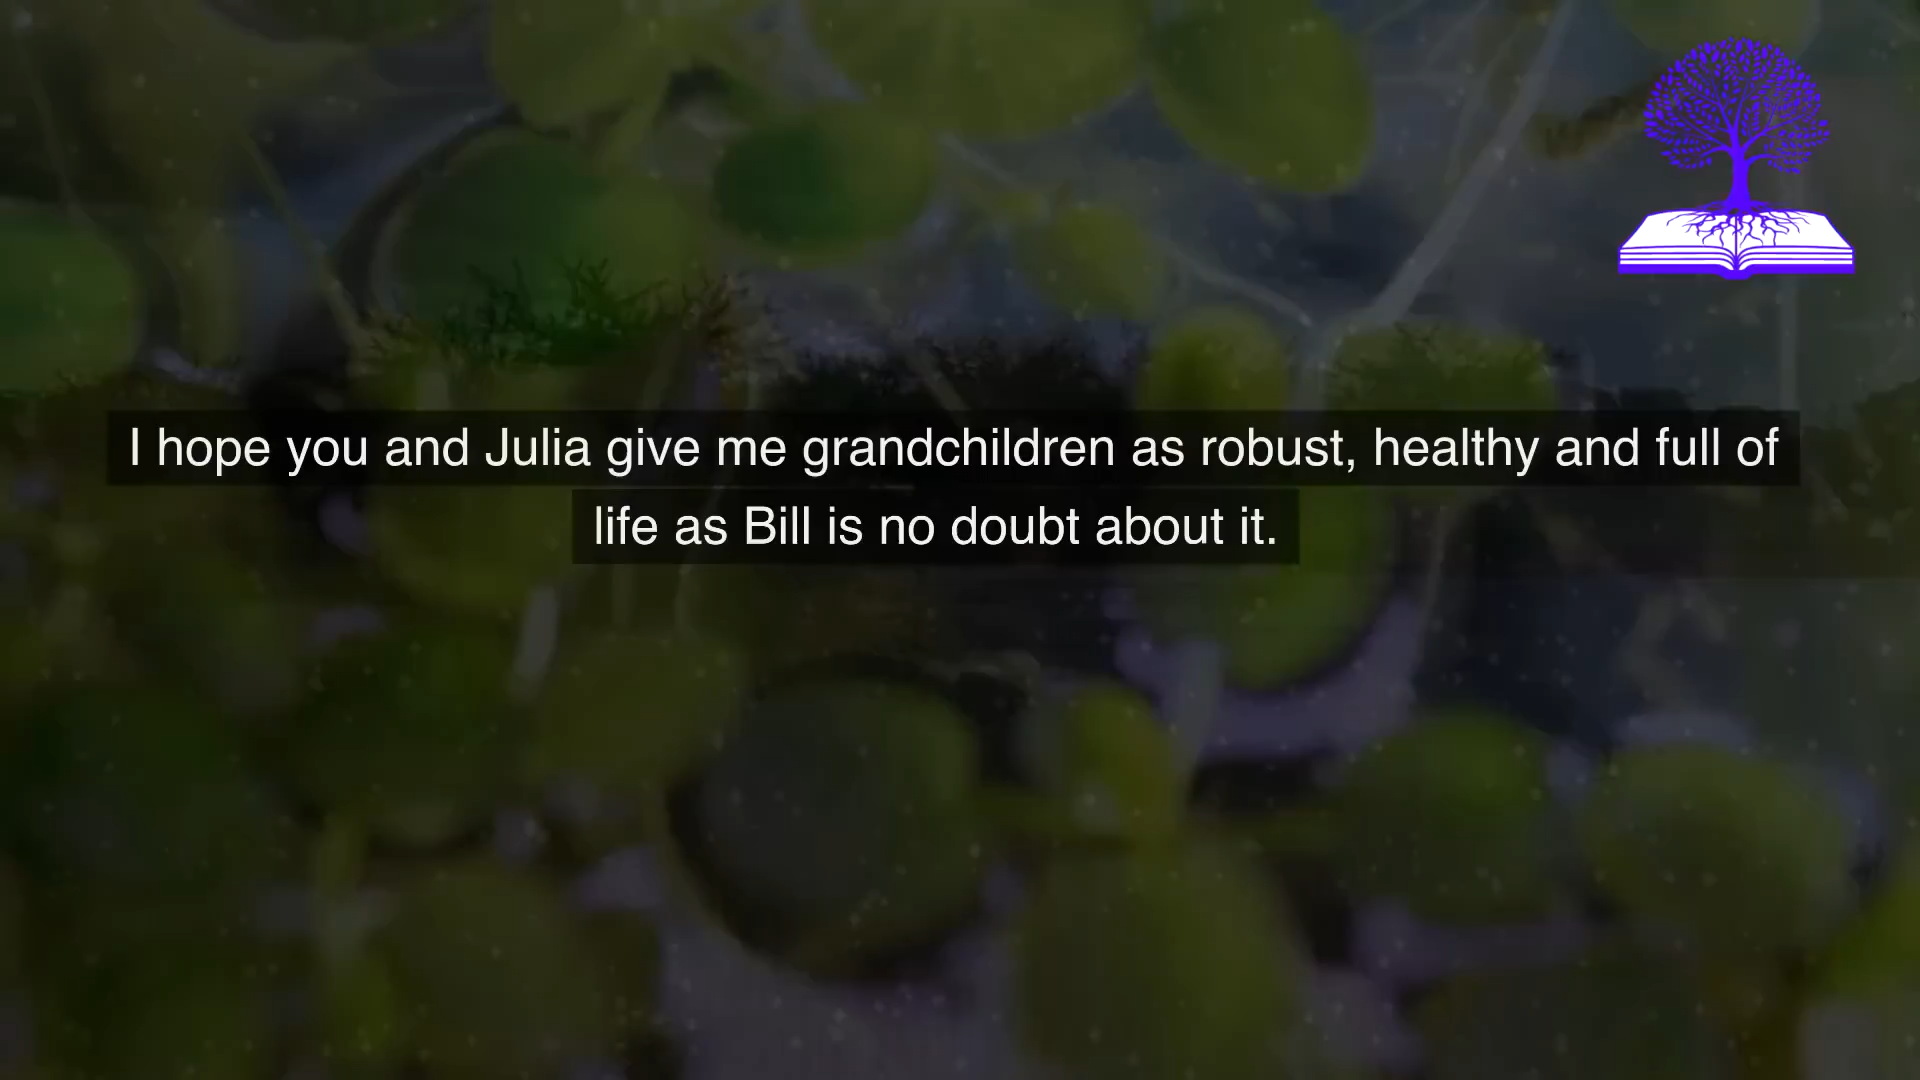 I hope you and Julia give me grandchildren as robust, healthy and full of
life as Bill is no doubt about it.